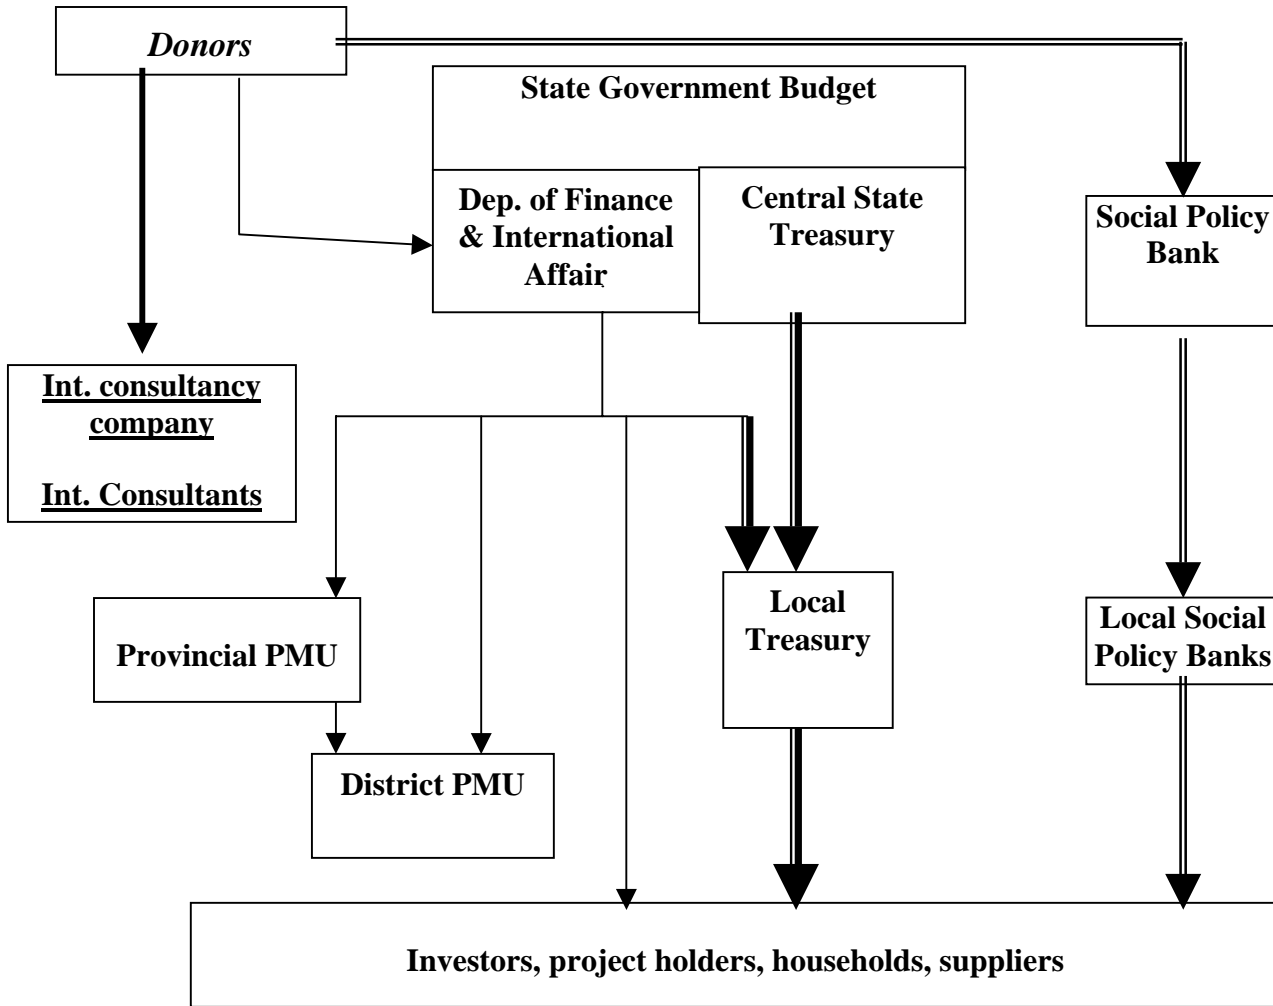 Donors
State Government Budget
Dep. of Finance
& International
Affair
Central State
Treasury
Social Policy
Bank
Int. consultancy
company
Int. Consultants
Local
Treasury
Local Social
Policy Banks
Provincial PMU
District PMU
Investors, project holders, households, suppliers